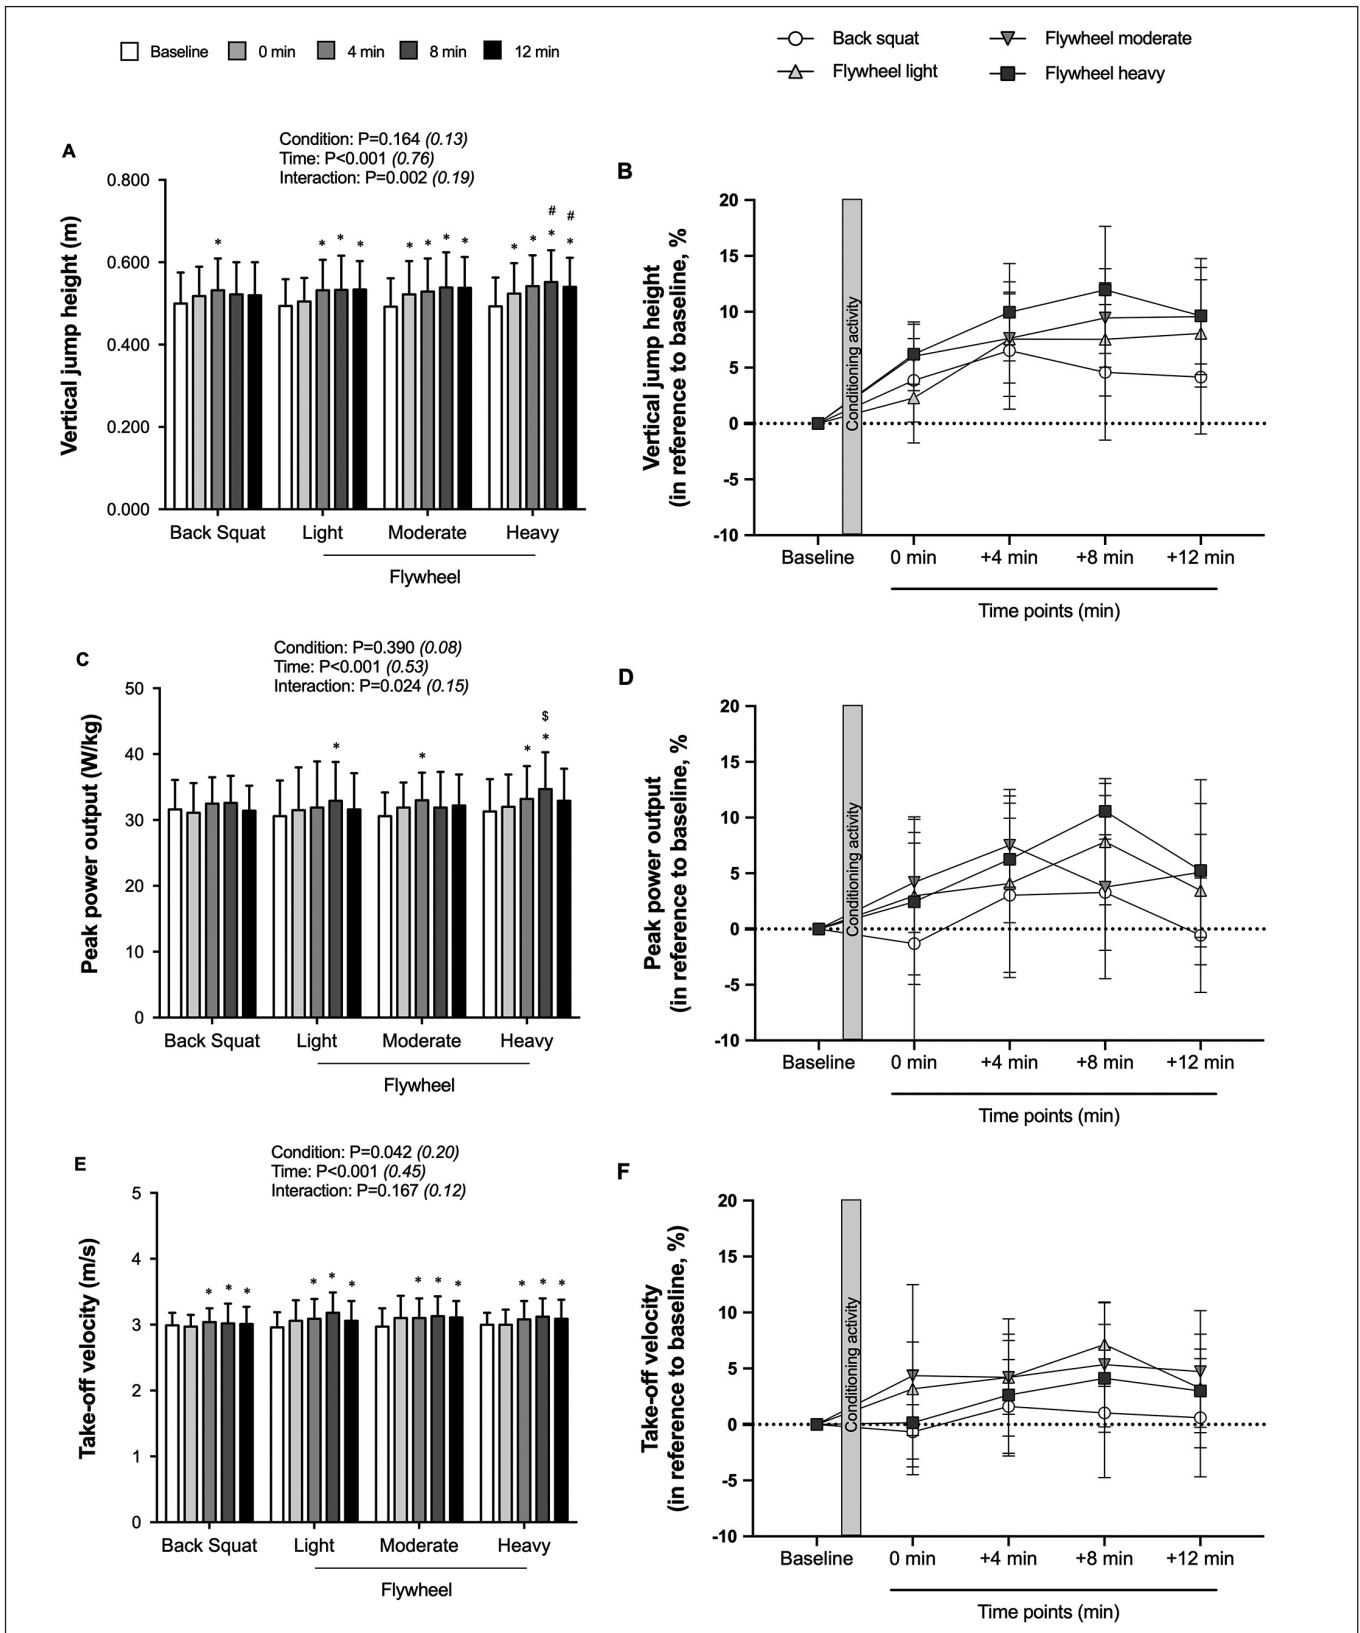 Baseline 0 min 4 min 8 min 12 min
Back squat Flywheel moderate
Flywheel light Flywheel heavy
A
Condition: P=0.164 (0.13)
Time: P<0.001 (0.76)
Interaction: P=0.002 (0.19)
Vertical jump height (m)
0.800
0.600
0.400
0.200
0.000
* * * * * * * * * * * # * # *
Back Squat Light Moderate Heavy
Flywheel
B
Vertical jump height
(in reference to baseline, %
20
15
10
5
0
-5
-10
Conditioning activity
Baseline 0 min +4 min +8 min +12 min
Time points (min)
C
Condition: P=0.390 (0.08)
Time: P<0.001 (0.53)
Interaction: P=0.024 (0.15)
Peak power output (W/kg)
50
40
30
20
10
0
* * * $ *
Back Squat Light Moderate Heavy
Flywheel
D
Peak power output
(in reference to baseline, %
20
15
10
5
0
-5
-10
Conditioning activity
Baseline 0 min +4 min +8 min +12 min
Time points (min)
E
Condition: P=0.042 (0.20)
Time: P<0.001 (0.45)
Interaction: P=0.167 (0.12)
Take-off velocity (m/s)
5
4
3
2
1
0
* * * * * * * * * * * *
Back Squat Light Moderate Heavy
Flywheel
F
Take-off velocity
(in reference to baseline, %)
20
15
10
5
0
-5
-10
Conditioning activity
Baseline 0 min +4 min +8 min +12 min
Time points (min)